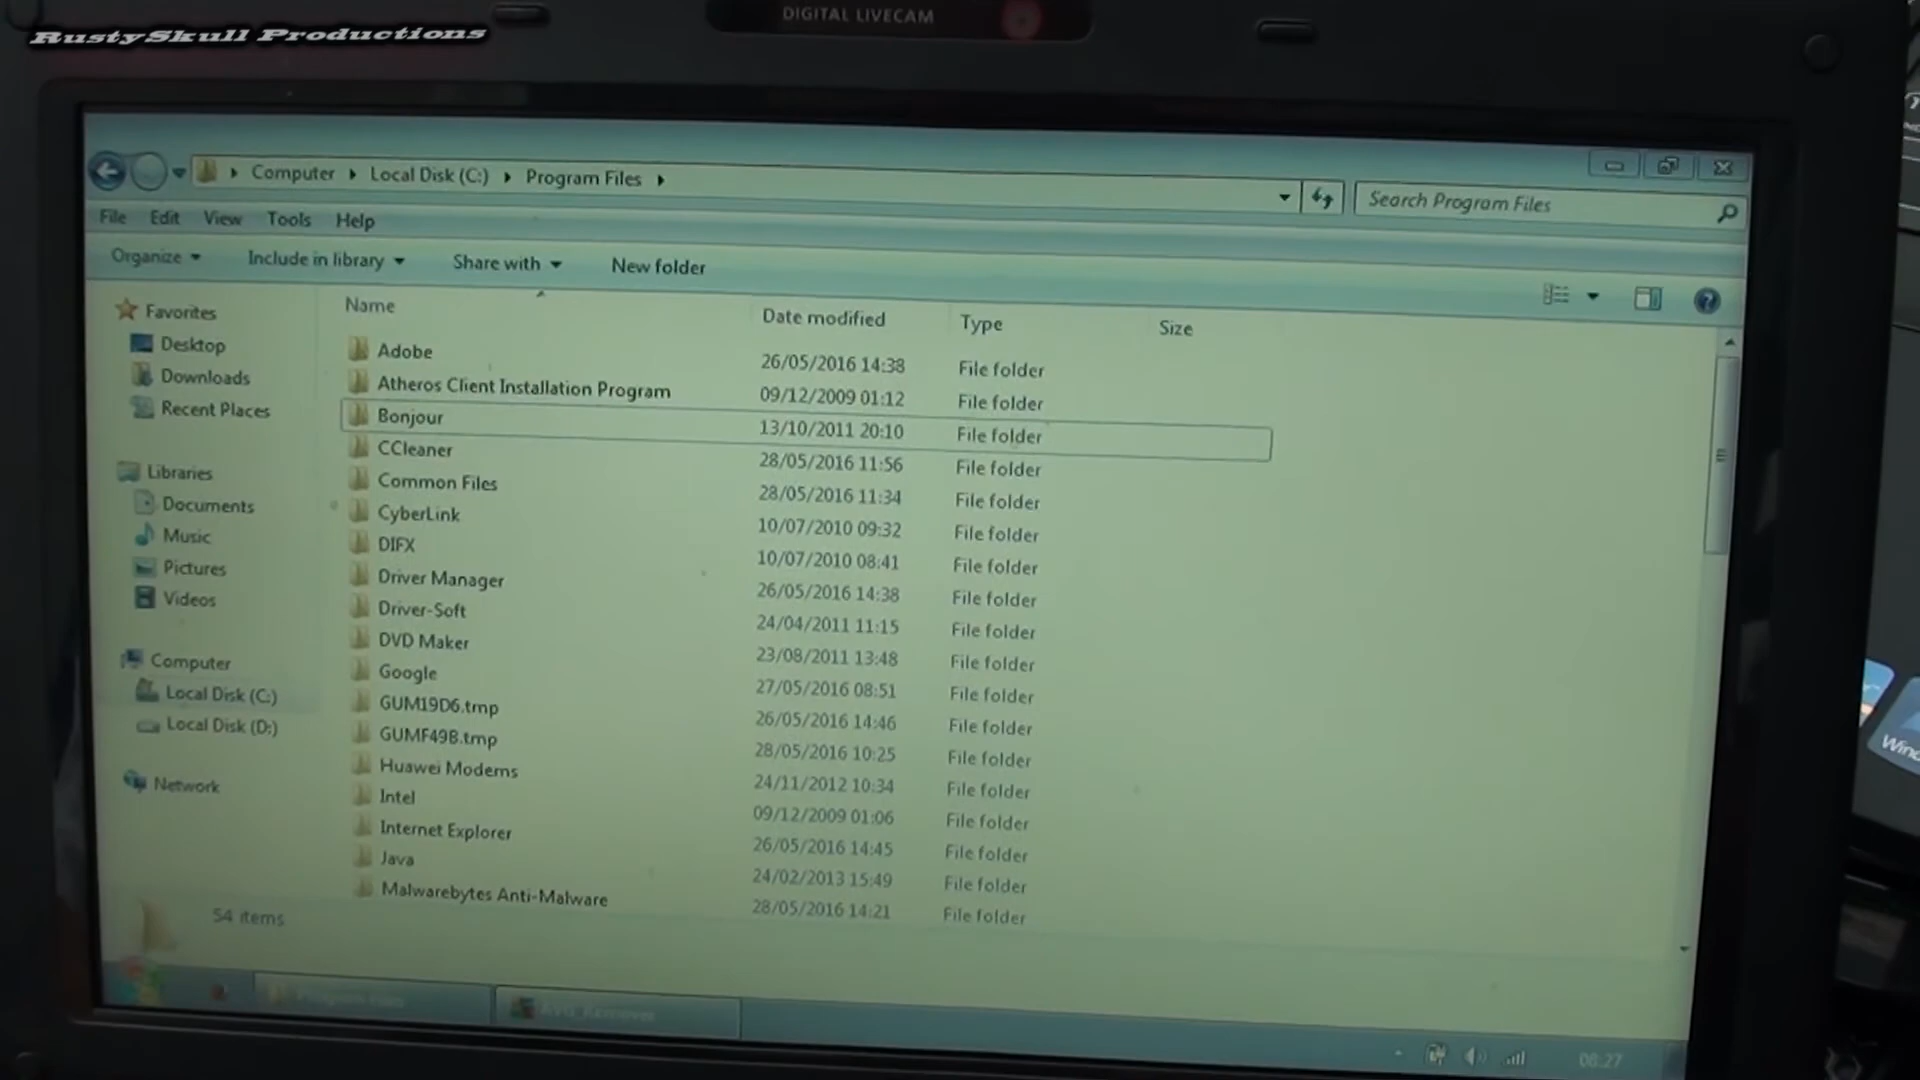 RustySkull Productions
DIGITAL LIVECAM
Computer Local Disk (C:) Program Files
Search Program Files
File Edit View Tools Help
Organize Include in library Share with New folder
Name Date modified Type Size
Favorites
Desktop
Downloads
Recent Places
Libraries
Documents
Music
Pictures
Videos
Computer
Local Disk (C:)
Local Disk (D:)
Network
Adobe 26/05/2016 14:38 File folder
Atheros Client Installation Program 09/12/2009 01:12 File folder
Bonjour 13/10/2011 20:10 File folder
CCleaner 28/05/2016 11:56 File folder
Common Files 28/05/2016 11:34 File folder
CyberLink 10/07/2010 09:32 File folder
DIFX 10/07/2010 08:41 File folder
Driver Manager 26/05/2016 14:38 File folder
Driver-Soft 24/04/2011 11:15 File folder
DVD Maker 23/08/2011 13:48 File folder
Google 27/05/2016 08:51 File folder
GUM19D6.tmp 26/05/2016 14:46 File folder
GUMF49B.tmp 28/05/2016 10:25 File folder
Huawei Modems 24/11/2012 10:34 File folder
Intel 09/12/2009 01:06 File folder
Internet Explorer 26/05/2016 14:45 File folder
Java 24/02/2013 15:49 File folder
Malwarebytes Anti-Malware 28/05/2016 14:21 File folder
54 items
Program Files
AVG_Remover
08:27